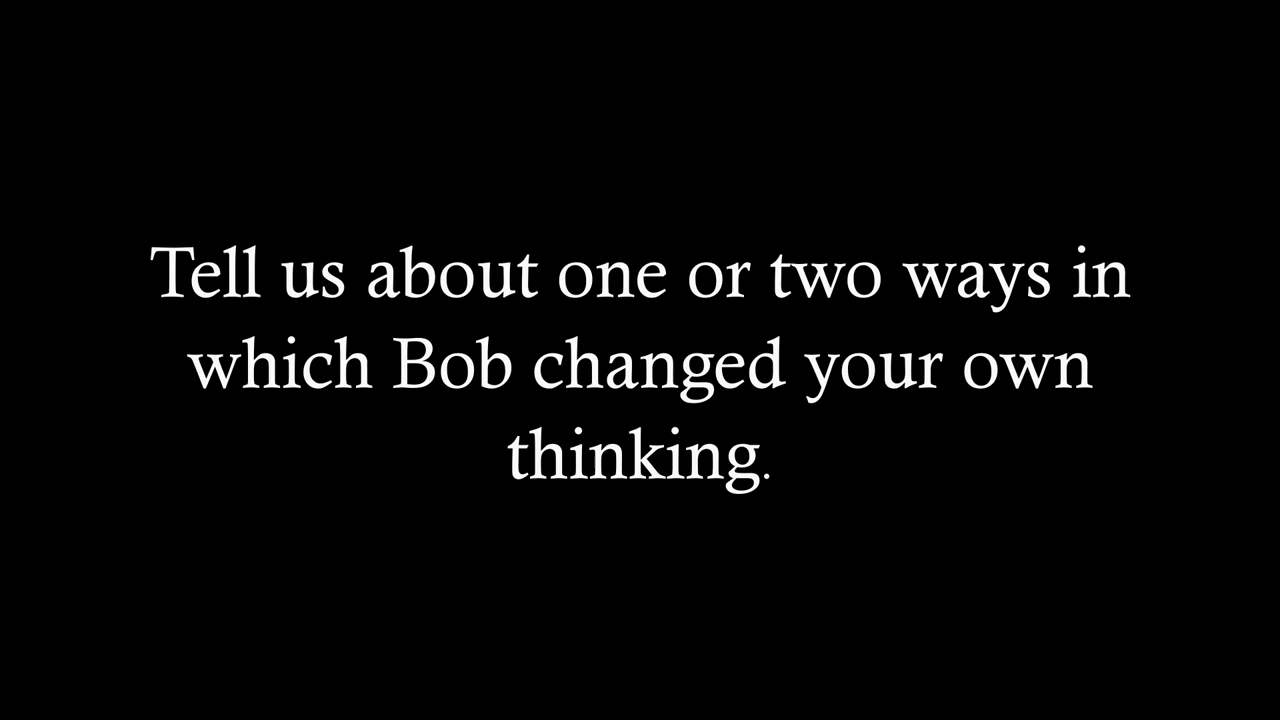 Tell us about one or two ways in
which Bob changed your own
thinking.